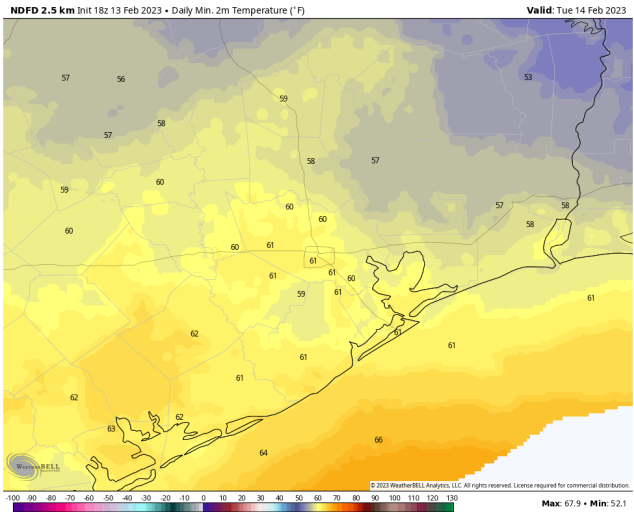 NDFD 2.5 km Init 18z 13 Feb 2023 • Daily Min. 2m Temperature (°F)
Valid: Tue 14 Feb 2023
57 56 53
59
58
57
58 57
59 60
60 60 57 58
60 58
60 61
61
61 61 60
59 61 61
62 61
61 61
61
62
62
63
64 66
WEATHERBELL
© 2023 WeatherBELL Analytics, LLC. All rights reserved. License required for commercial distribution.
-100 -90 -80 -70 -60 -50 -40 -30 -20 -10 0 10 20 30 40 50 60 70 80 90 100 110 120 130
Max: 67.9 • Min: 52.1